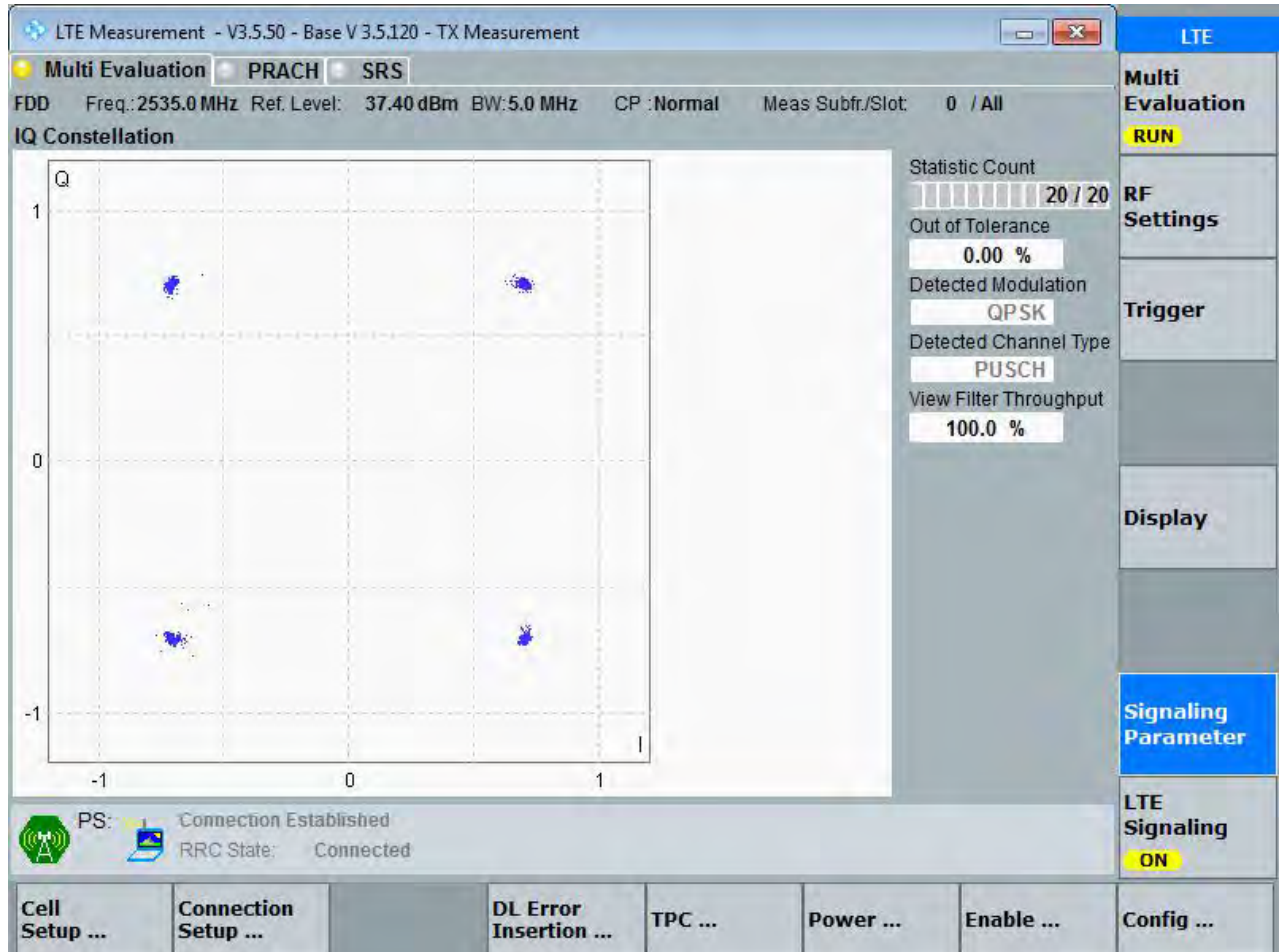 LTE Measurement - V3.5.50 - Base V 3.5.120 - TX Measurement
LTE
Multi Evaluation PRACH SRS
FDD Freq.: 2535.0 MHz Ref. Level: 37.40 dBm BW: 5.0 MHz CP : Normal Meas Subfr./Slot: 0 / All
IQ Constellation
Q
1
0
-1
I
-1 0 1
Statistic Count
20 / 20
Out of Tolerance
0.00 %
Detected Modulation
QPSK
Detected Channel Type
PUSCH
View Filter Throughput
100.0 %
Multi
Evaluation
RUN
RF
Settings
Trigger
Display
Signaling
Parameter
LTE
Signaling
ON
PS: Connection Established
RRC State: Connected
Cell
Setup ...
Connection
Setup ...
DL Error
Insertion ...
TPC ...
Power ...
Enable ...
Config ...